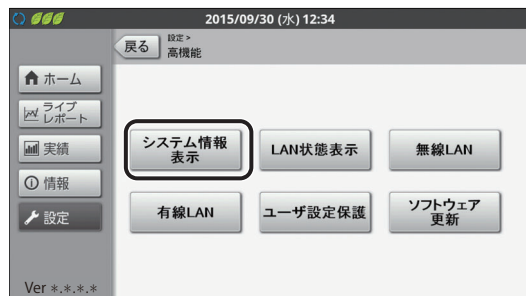 2015/09/30 (水) 12:34
戻る
設定 >
高機能
ホーム
ライブ
レポート
実績
情報
設定
システム情報
表示
LAN状態表示
無線LAN
有線LAN
ユーザ設定保護
ソフトウェア
更新
Ver *.*.*.*